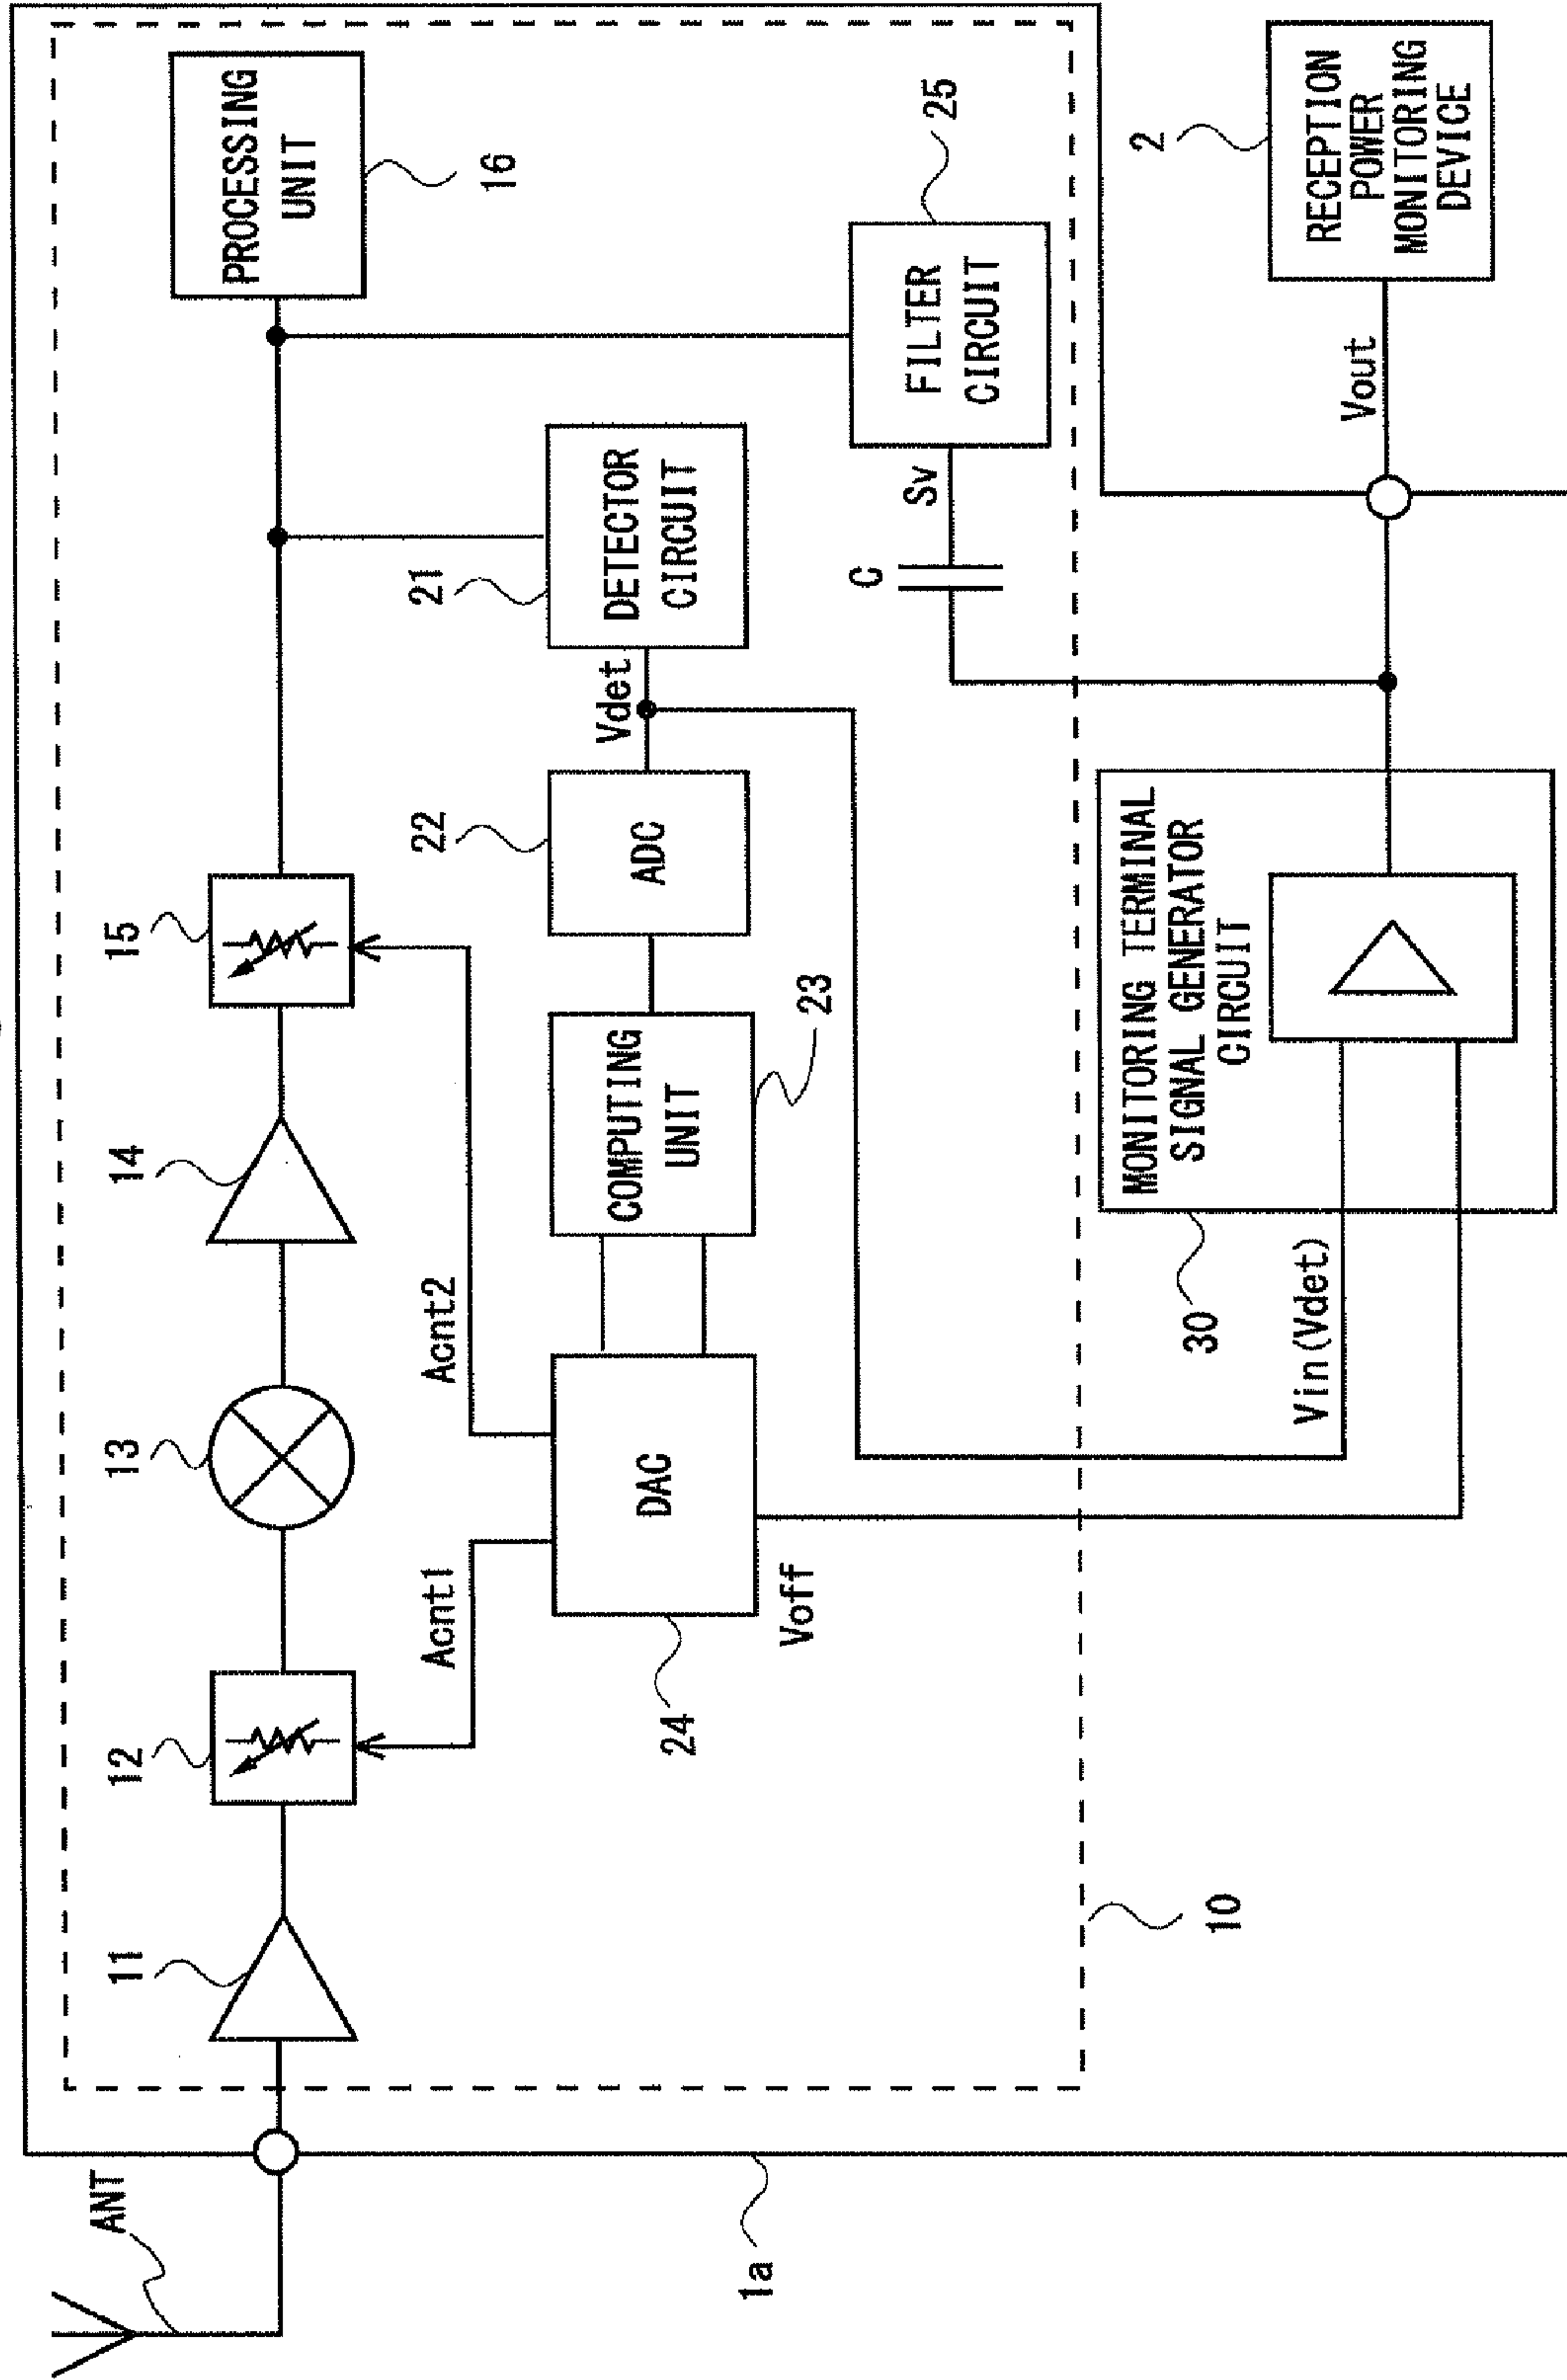 ANT
1a
11
12
13
14
15
PROCESSING
UNIT
16
Acnt1
Acnt2
24
DAC
Voff
COMPUTING
UNIT
23
22
ADC
Vdet
21
DETECTOR
CIRCUIT
C
Sv
FILTER
CIRCUIT
25
10
30
Vin(Vdet)
MONITORING TERMINAL
SIGNAL GENERATOR
CIRCUIT
Vout
2
RECEPTION
POWER
MONITORING
DEVICE